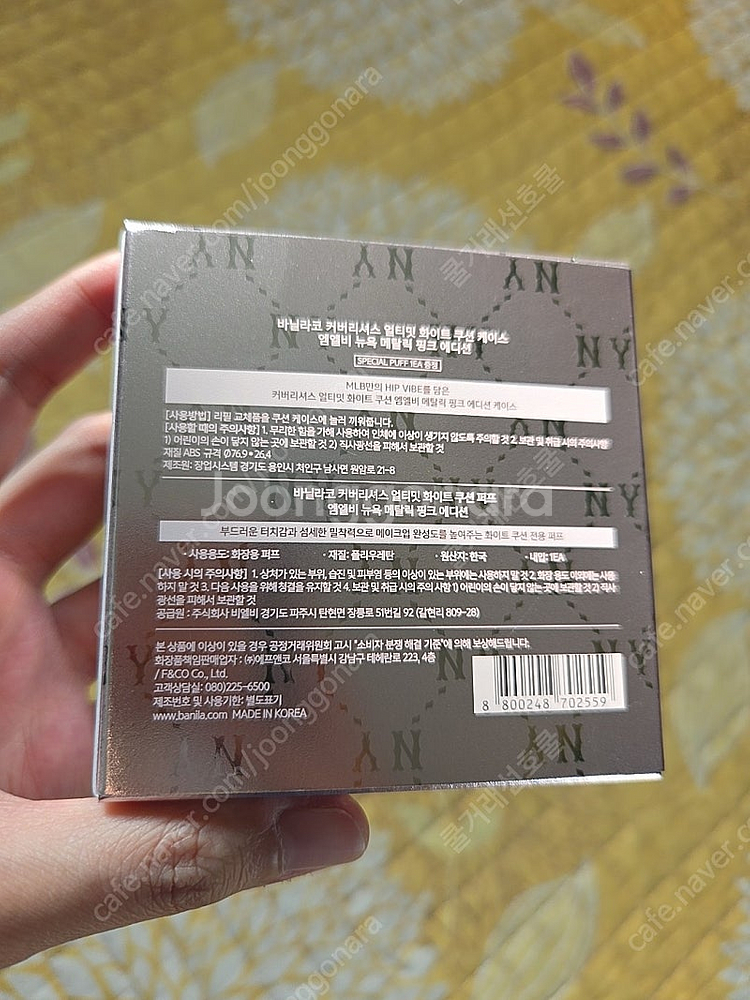 바닐라코 커버리셔스 얼티밋 화이트 쿠션 케이스
엠엘비 뉴욕 메탈릭 핑크 에디션
SPECIAL PUFF 1EA 증정
MLB만의 HIP VIBE를 담은
커버리셔스 얼티밋 화이트 쿠션 엠엘비 메탈릭 핑크 에디션 케이스
[사용방법] 리필 교체품을 쿠션 케이스에 눌러 끼워줍니다.
[사용할 때의 주의사항] 1. 무리한 힘을 가해 사용하여 인체에 이상이 생기지 않도록 주의할 것 2. 보관 및 취급 시의 주의사항
1) 어린이의 손이 닿지 않는 곳에 보관할 것 2) 직사광선을 피해서 보관할 것
재질 ABS 규격 Ø76.9*26.4
제조원: 장업시스템 경기도 용인시 처인구 남사면 원암로 21-8
바닐라코 커버리셔스 얼티밋 화이트 쿠션 퍼프
엠엘비 뉴욕 메탈릭 핑크 에디션
부드러운 터치감과 섬세한 밀착력으로 메이크업 완성도를 높여주는 화이트 쿠션 전용 퍼프
· 사용용도: 화장용 퍼프 · 재질: 폴리우레탄 · 원산지: 한국 · 내입: 1EA
[사용 시의 주의사항] 1. 상처가 있는 부위, 습진 및 피부염 등의 이상이 있는 부위에는 사용하지 말 것 2. 화장 용도 이외에는 사용
하지 말 것 3. 다음 사용을 위해 청결을 유지할 것 4. 보관 및 취급 시의 주의사항 1) 어린이의 손에 닿지 않는 곳에 보관할 것 2) 직사
광선을 피해서 보관할 것
공급원 : 주식회사 비엘비 경기도 파주시 탄현면 장릉로 51번길 92 (갈현리 809-28)
본 상품에 이상이 있을 경우 공정거래위원회 고시 "소비자 분쟁 해결 기준"에 의해 보상해드립니다.
화장품책임판매업자 : ㈜에프앤코 서울특별시 강남구 테헤란로 223, 4층
/ F&CO Co., Ltd.
고객상담실: 080)225-6500
제조번호 및 사용기한: 별도표기
www.banila.com MADE IN KOREA
8 800248 702559
NY
Joonggonara
cafe.naver.com/joonggonara
쿨거래선호쿨